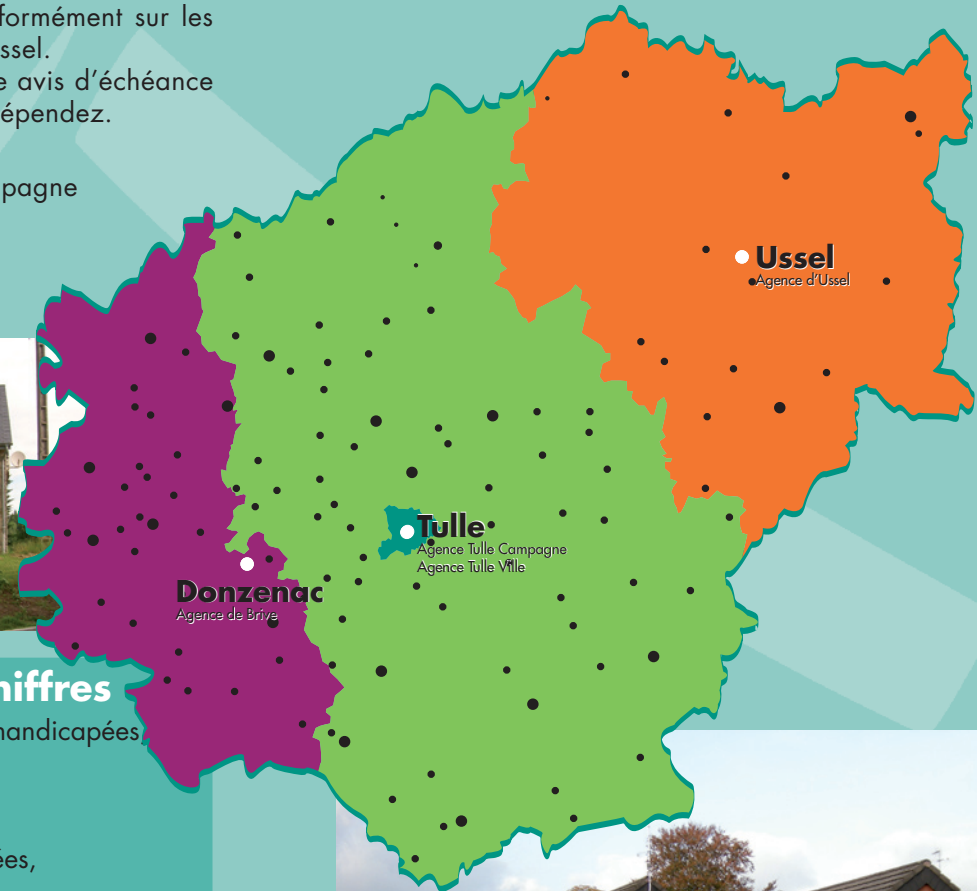 formément sur les
ssel.
e avis d'échéance
épendez.
pagne
Ussel
Agence d'Ussel
Tulle
Agence Tulle Campagne
Agence Tulle Ville
Donzenac
Agence de Brive
hiffres
handicapées
ées,